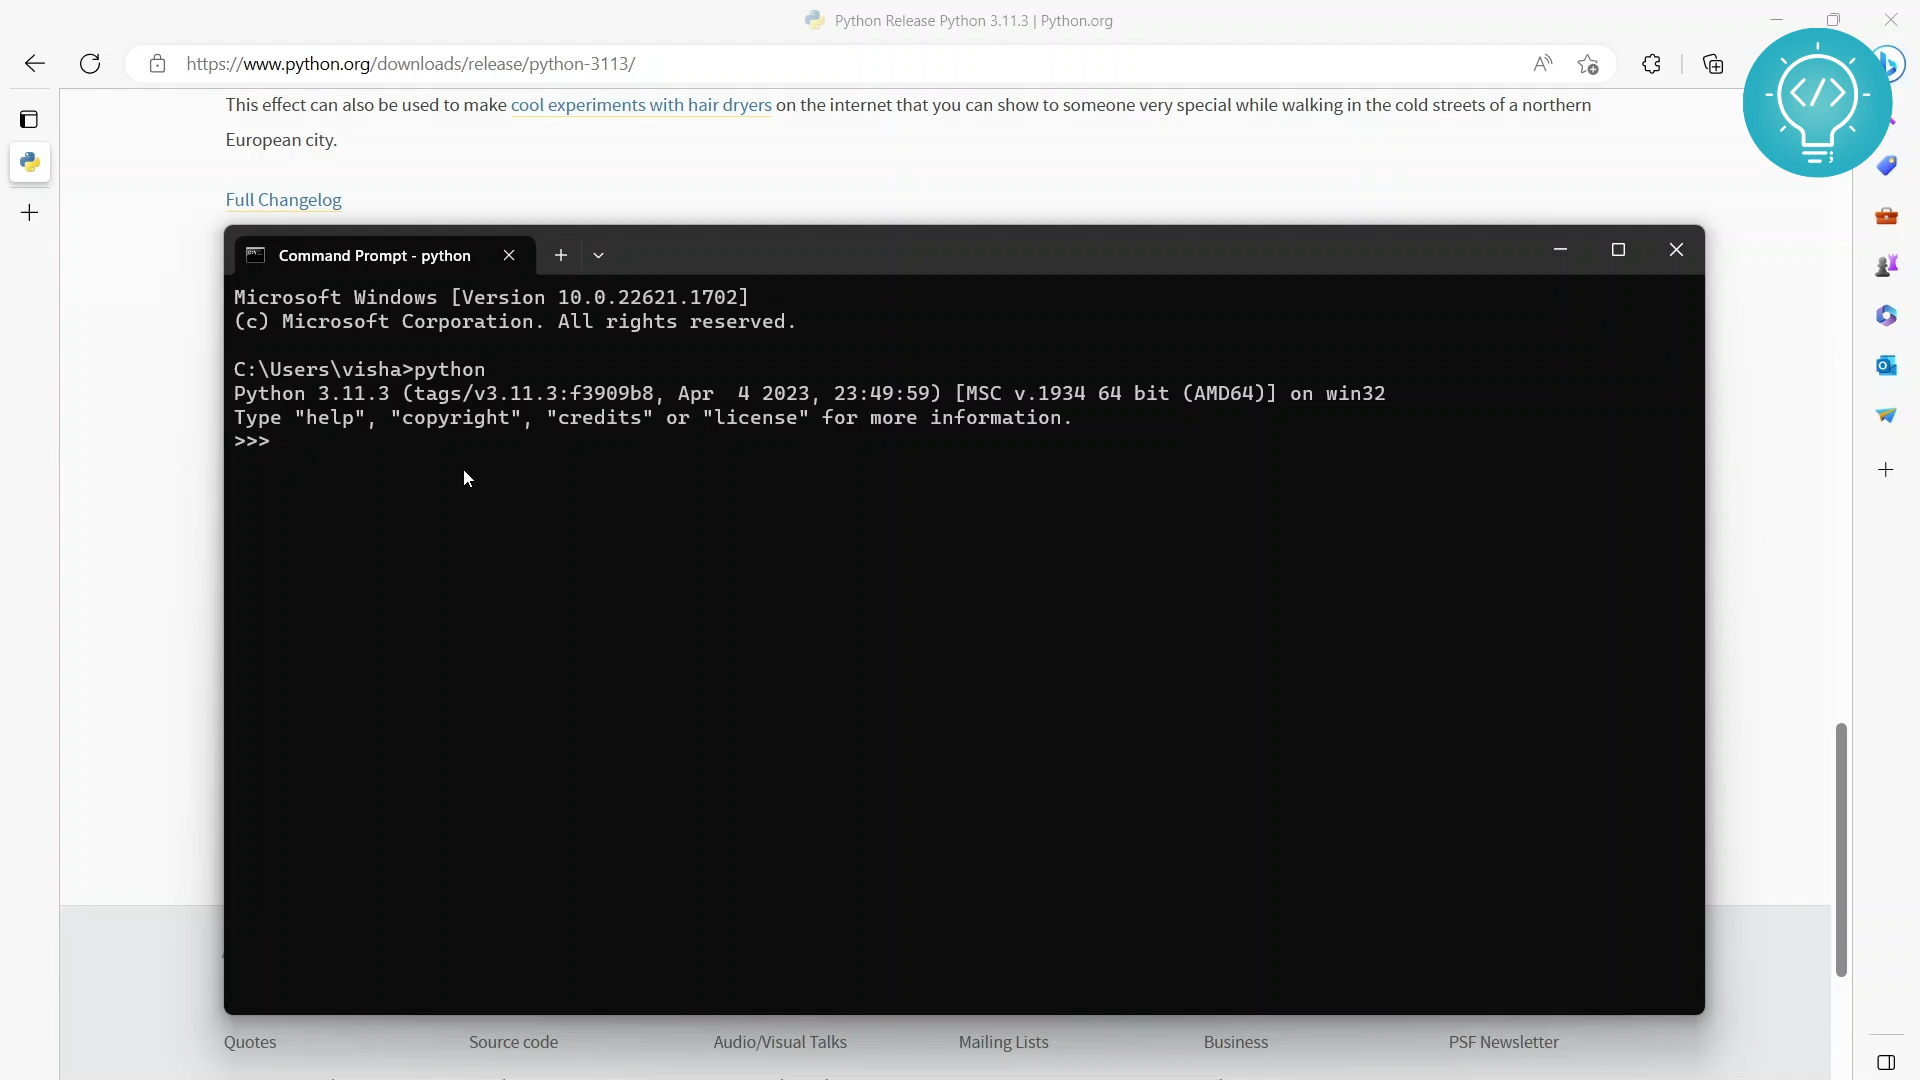 Python Release Python 3.11.3 | Python.org
https://www.python.org/downloads/release/python-3113/
This effect can also be used to make cool experiments with hair dryers on the internet that you can show to someone very special while walking in the cold streets of a northern
European city.
Full Changelog
Command Prompt - python
Microsoft Windows [Version 10.0.22621.1702]
(c) Microsoft Corporation. All rights reserved.
C:\Users\visha>python
Python 3.11.3 (tags/v3.11.3:f3909b8, Apr  4 2023, 23:49:59) [MSC v.1934 64 bit (AMD64)] on win32
Type "help", "copyright", "credits" or "license" for more information.
>>>
Quotes Source code Audio/Visual Talks Mailing Lists Business PSF Newsletter